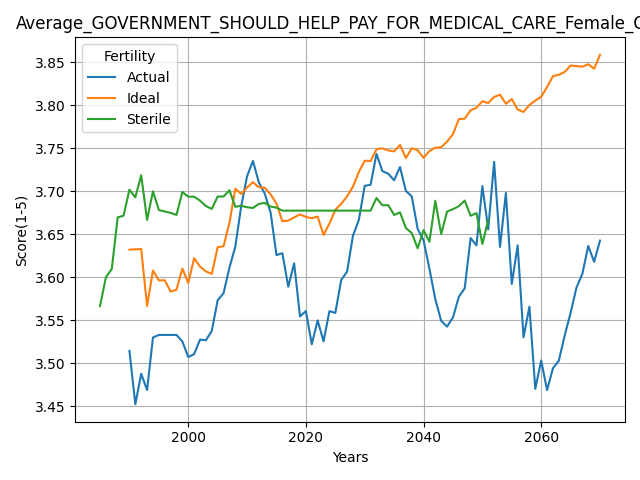 Average_GOVERNMENT_SHOULD_HELP_PAY_FOR_MEDICAL_CARE_Female_C
Fertility
Actual
Ideal
Sterile
Score(1-5)
3.85
3.80
3.75
3.70
3.65
3.60
3.55
3.50
3.45
2000
2020
2040
2060
Years